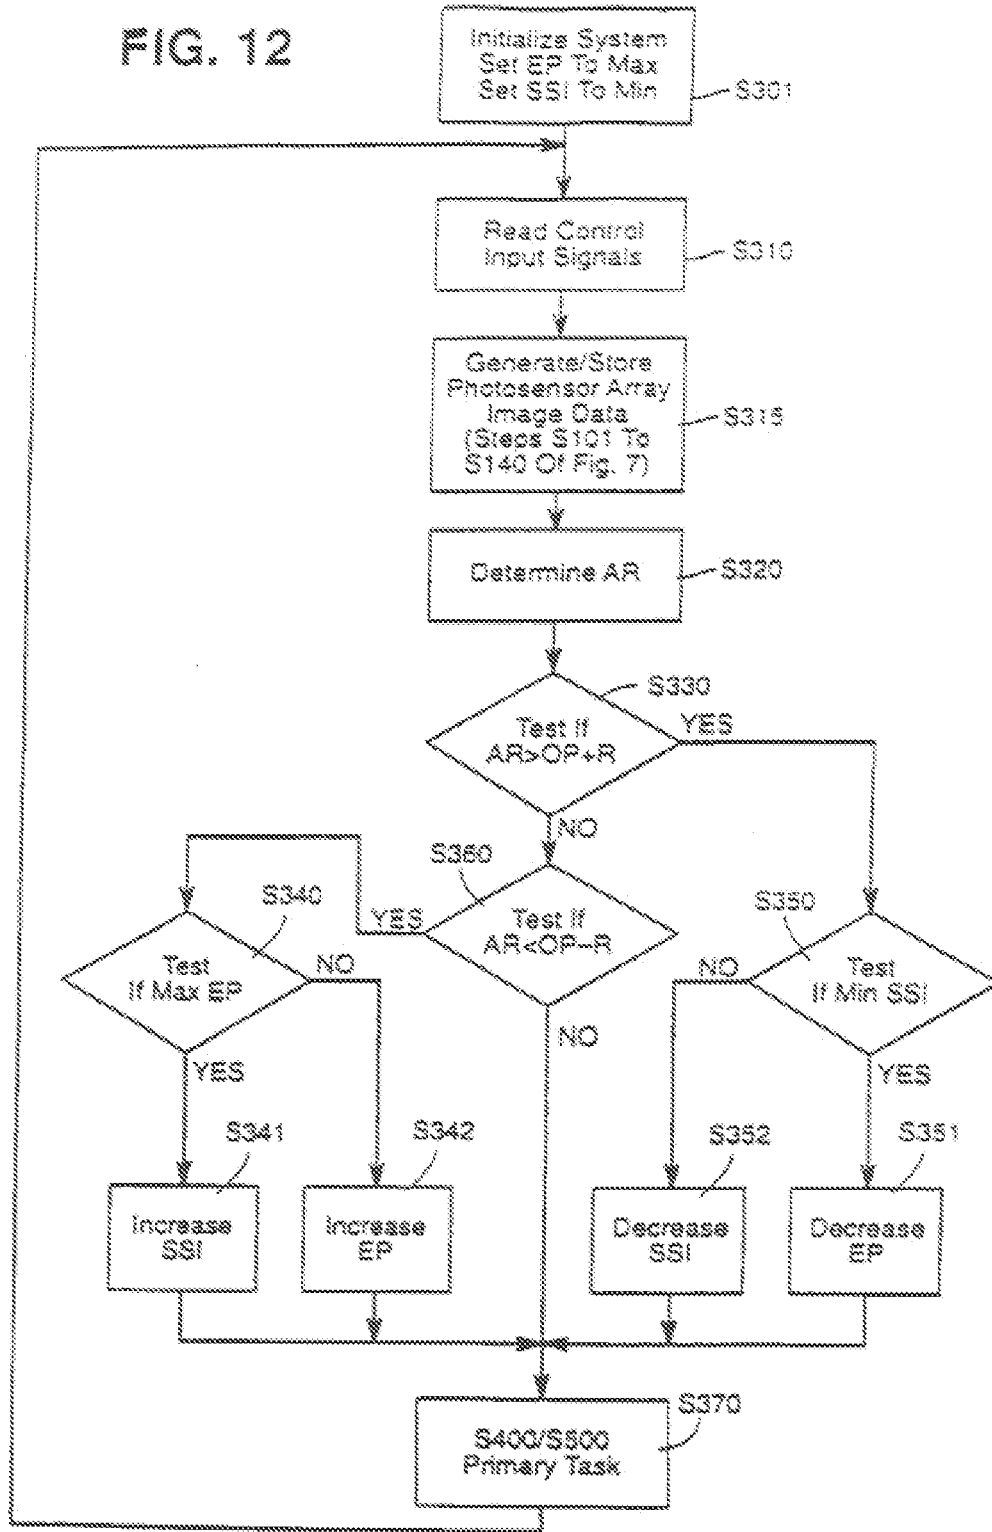 FIG. 12
Initialize System
Set EP To Max
Set SSI To Min
S301
Read Control
Input Signals
S310
Generate/Store
Photosensor Array
Image Data
(Steps S101 To
S140 Of Fig. 7)
S315
Determine AR
S320
S330
Test If
AR>OP+R
YES
NO
S360
Test If
AR<OP–R
YES
NO
S340
Test
If Max EP
NO
YES
S350
Test
If Min SSI
NO
YES
S341
Increase
SSI
S342
Increase
EP
S352
Decrease
SSI
S351
Decrease
EP
S370
S400/S500
Primary Task